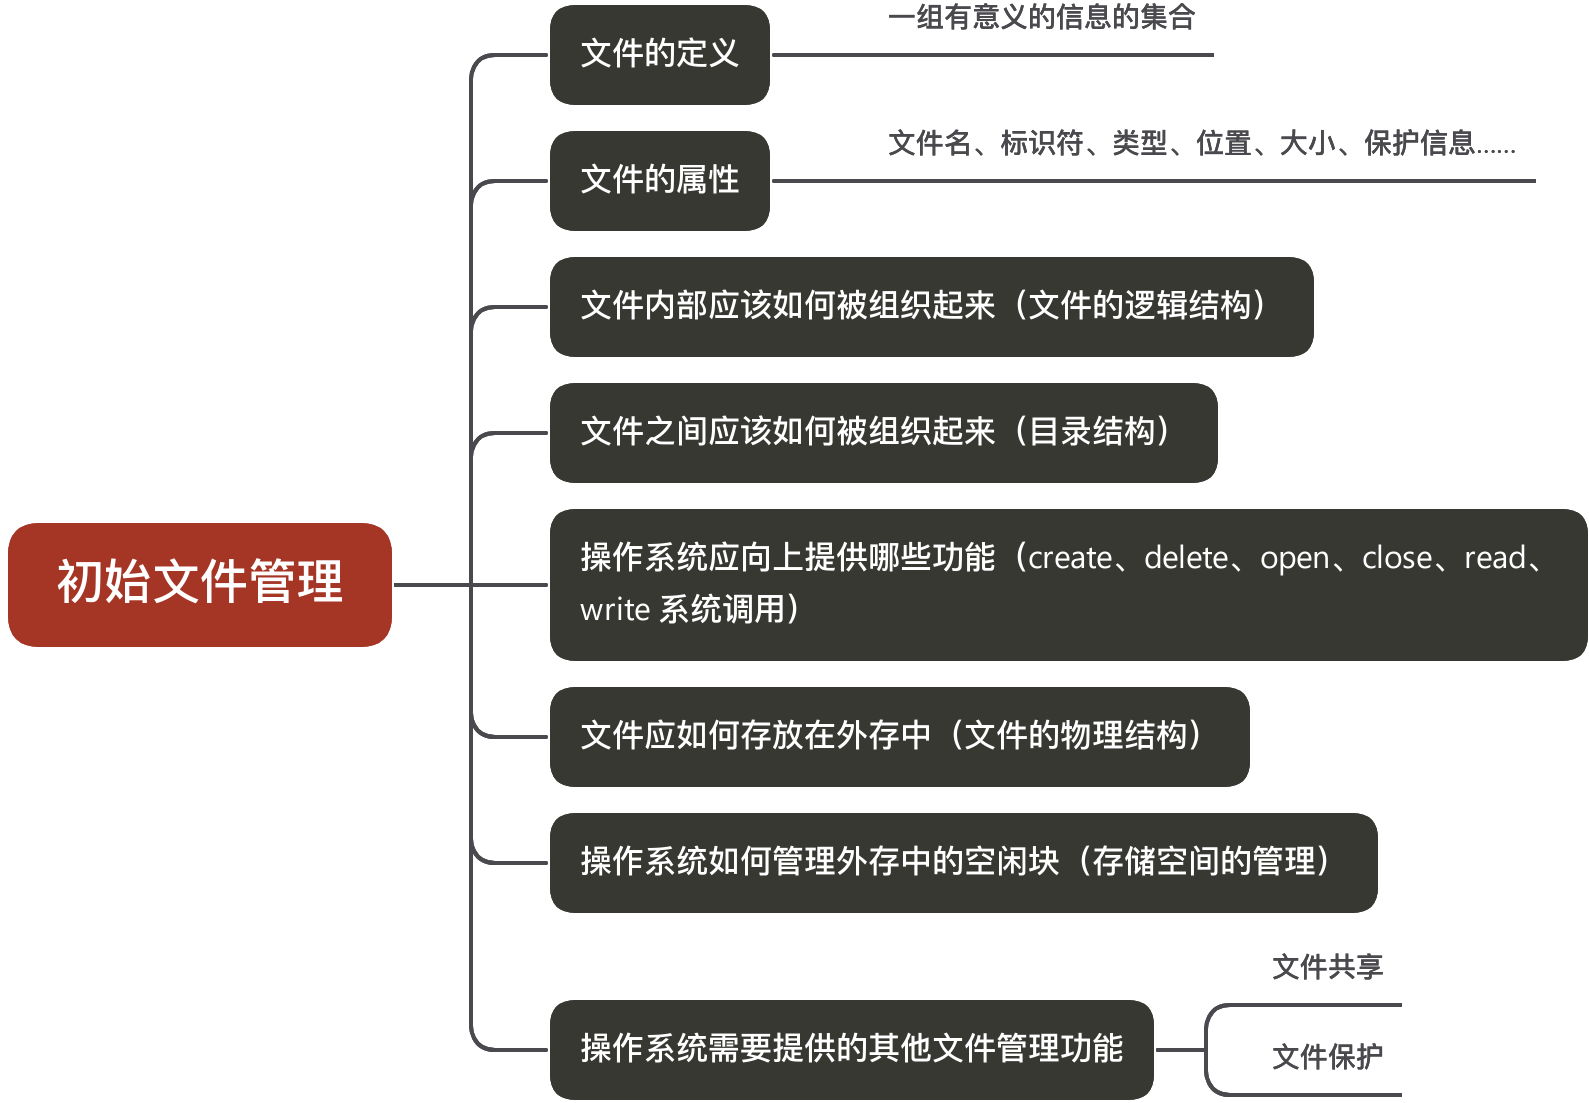 文件的定义
一组有意义的信息的集合
文件的属性
文件名、标识符、类型、位置、大小、保护信息......
文件内部应该如何被组织起来（文件的逻辑结构）
文件之间应该如何被组织起来（目录结构）
初始文件管理
操作系统应向上提供哪些功能（create、delete、open、close、read、
write 系统调用）
文件应如何存放在外存中（文件的物理结构）
操作系统如何管理外存中的空闲块（存储空间的管理）
操作系统需要提供的其他文件管理功能
文件共享
文件保护